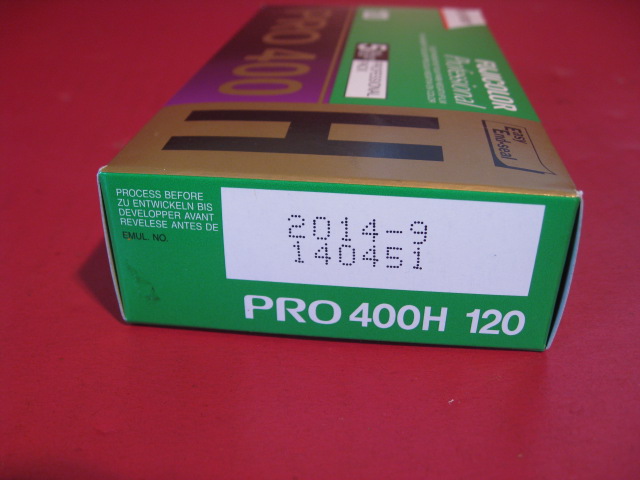 FUJICOLOR
Professional
PRO 400
H
PROFESSIONAL
EASY
End-seal
PROCESS BEFORE
ZU ENTWICKELN BIS
DEVELOPPER AVANT
REVELESE ANTES DE
EMUL. NO.
2014-9
140451
PRO 400H 120